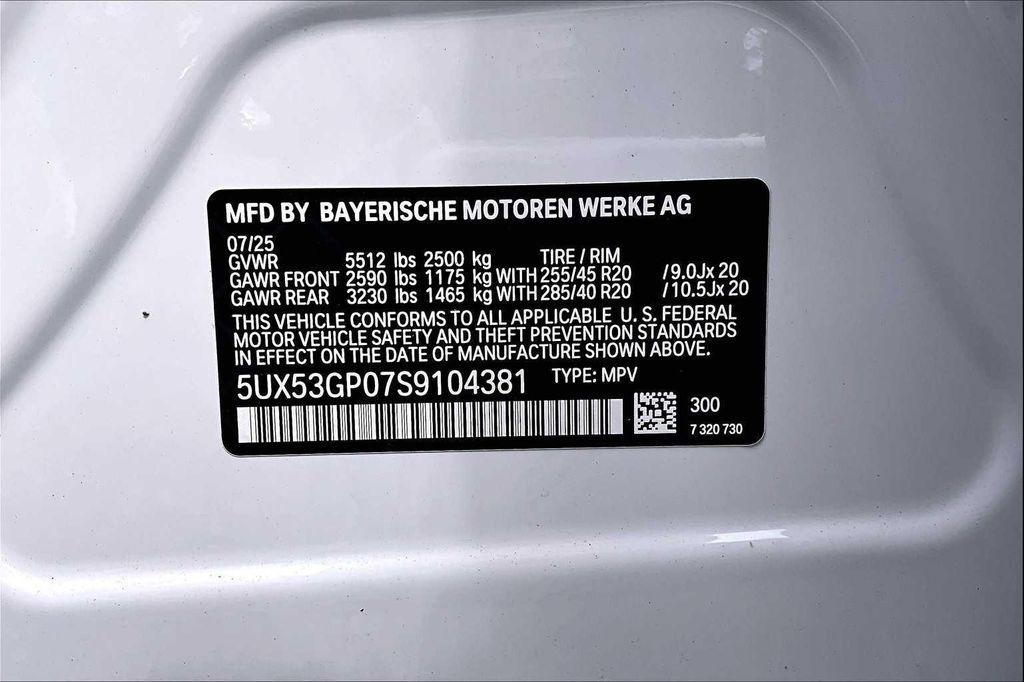 MFD BY BAYERISCHE MOTOREN WERKE AG
07/25
GVWR 5512 lbs 2500 kg TIRE / RIM
GAWR FRONT 2590 lbs 1175 kg WITH 255/45 R20 /9.0Jx 20
GAWR REAR 3230 lbs 1465 kg WITH 285/40 R20 /10.5Jx 20
THIS VEHICLE CONFORMS TO ALL APPLICABLE U. S. FEDERAL
MOTOR VEHICLE SAFETY AND THEFT PREVENTION STANDARDS
IN EFFECT ON THE DATE OF MANUFACTURE SHOWN ABOVE.
5UX53GP07S9104381 TYPE: MPV
300
7 320 730